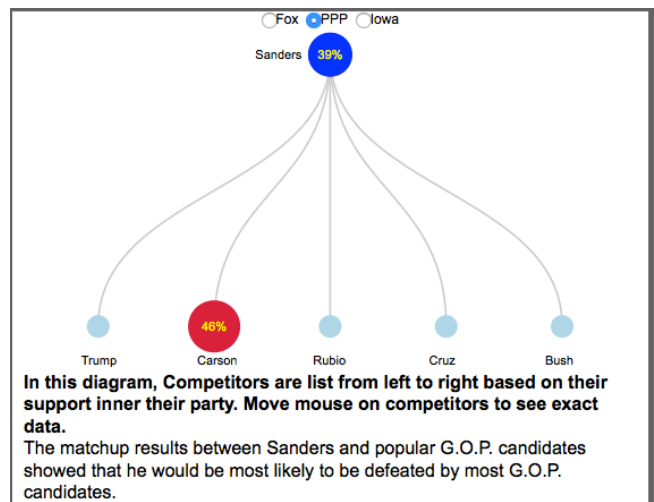 Fox PPP Iowa
Sanders 39%
46%
Trump Carson Rubio Cruz Bush
In this diagram, Competitors are list from left to right based on their
support inner their party. Move mouse on competitors to see exact
data.
The matchup results between Sanders and popular G.O.P. candidates
showed that he would be most likely to be defeated by most G.O.P.
candidates.